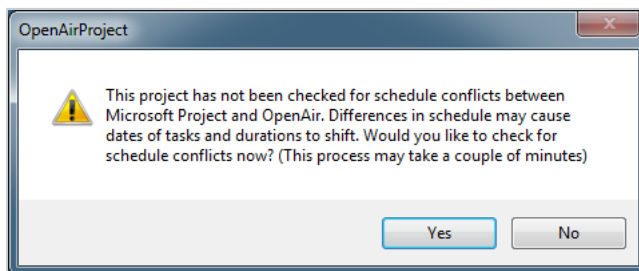 OpenAirProject
This project has not been checked for schedule conflicts between
Microsoft Project and OpenAir. Differences in schedule may cause
dates of tasks and durations to shift. Would you like to check for
schedule conflicts now? (This process may take a couple of minutes)
Yes
No